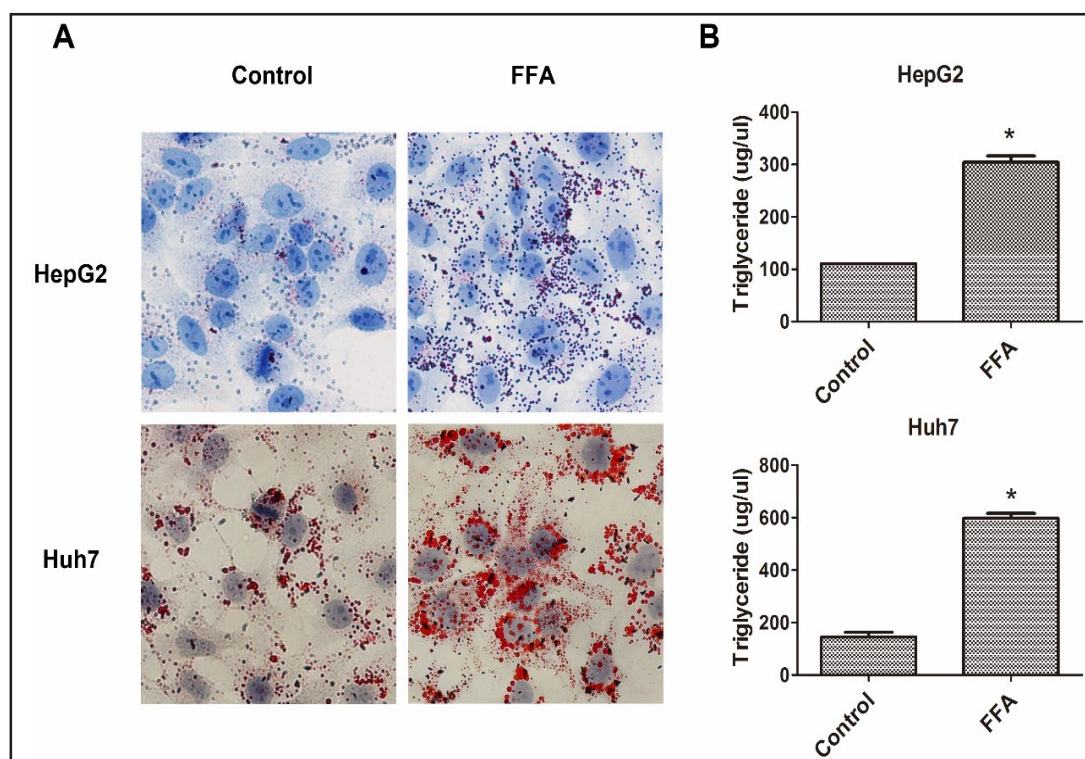 A
Control
FFA
HepG2
Huh7
B
HepG2
Triglyceride (ug/ul)
400
300
200
100
0
*
Control
FFA
Huh7
Triglyceride (ug/ul)
800
600
400
200
0
*
Control
FFA